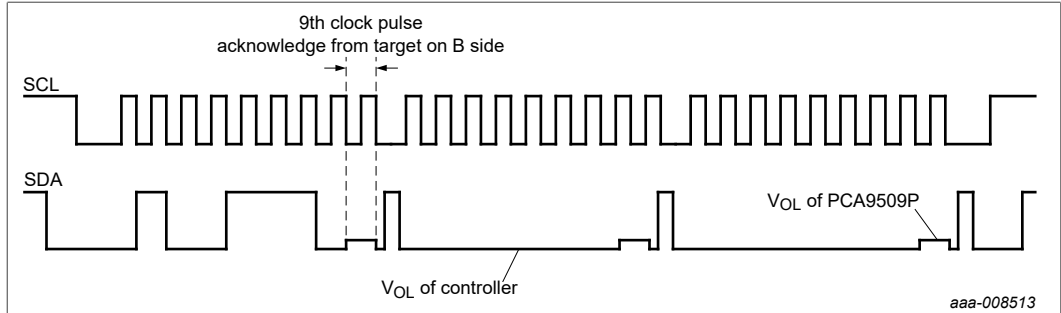 9th clock pulse
acknowledge from target on B side
SCL
SDA
VOL of PCA9509P
VOL of controller
aaa-008513